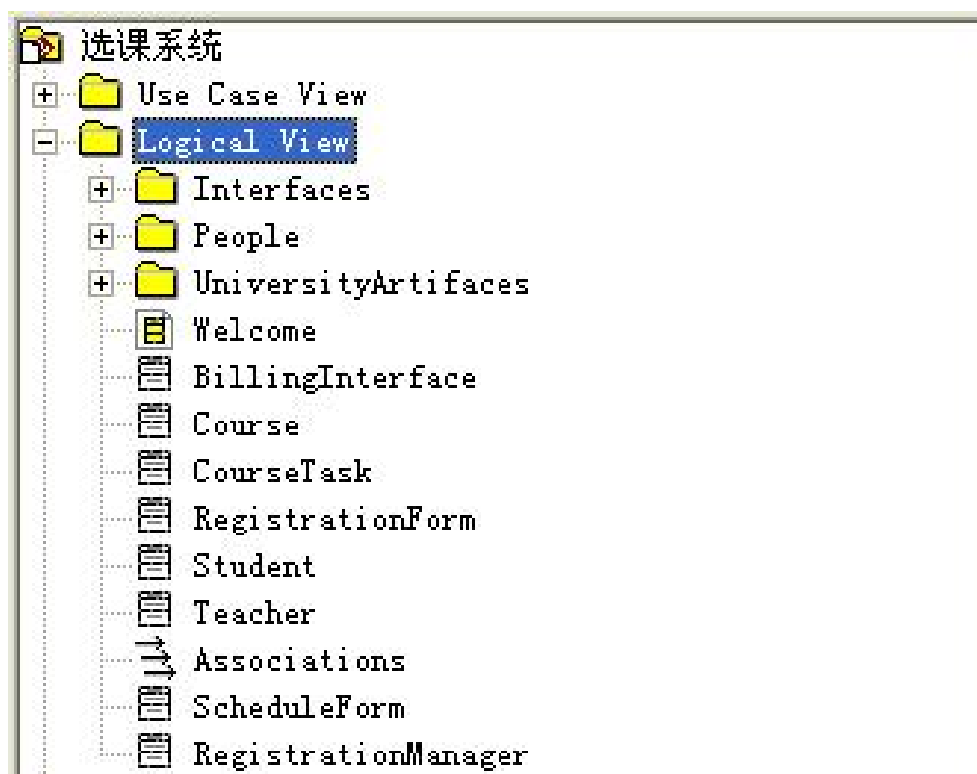 选课系统
Use Case View
Logical View
Interfaces
People
UniversityArtifaces
Welcome
BillingInterface
Course
CourseTask
RegistrationForm
Student
Teacher
Associations
ScheduleForm
RegistrationManager